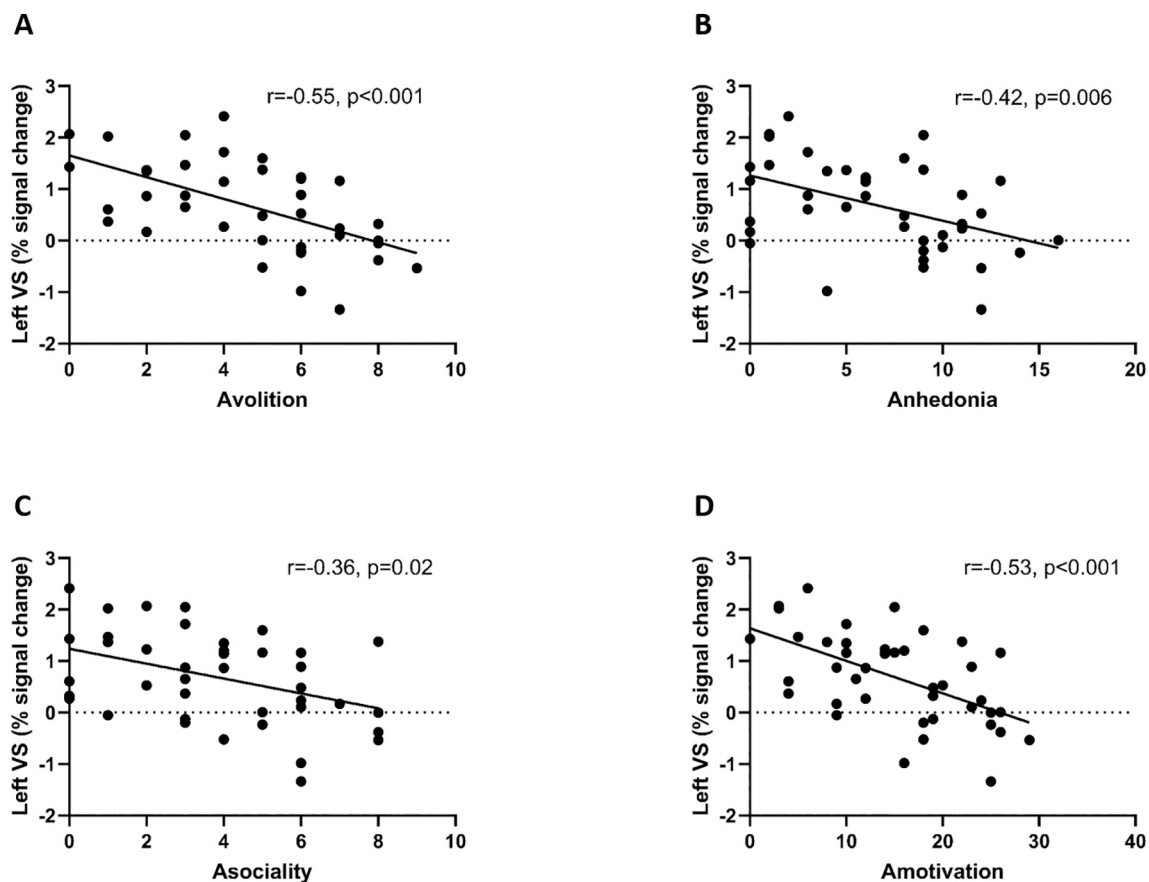 A
r=-0.55, p<0.001
Left VS (% signal change)
3
2
1
0
-1
-2
0 2 4 6 8 10
Avolition
B
r=-0.42, p=0.006
Left VS (% signal change)
3
2
1
0
-1
-2
0 5 10 15 20
Anhedonia
C
r=-0.36, p=0.02
Left VS (% signal change)
3
2
1
0
-1
-2
0 2 4 6 8 10
Asociality
D
r=-0.53, p<0.001
Left VS (% signal change)
3
2
1
0
-1
-2
0 10 20 30 40
Amotivation